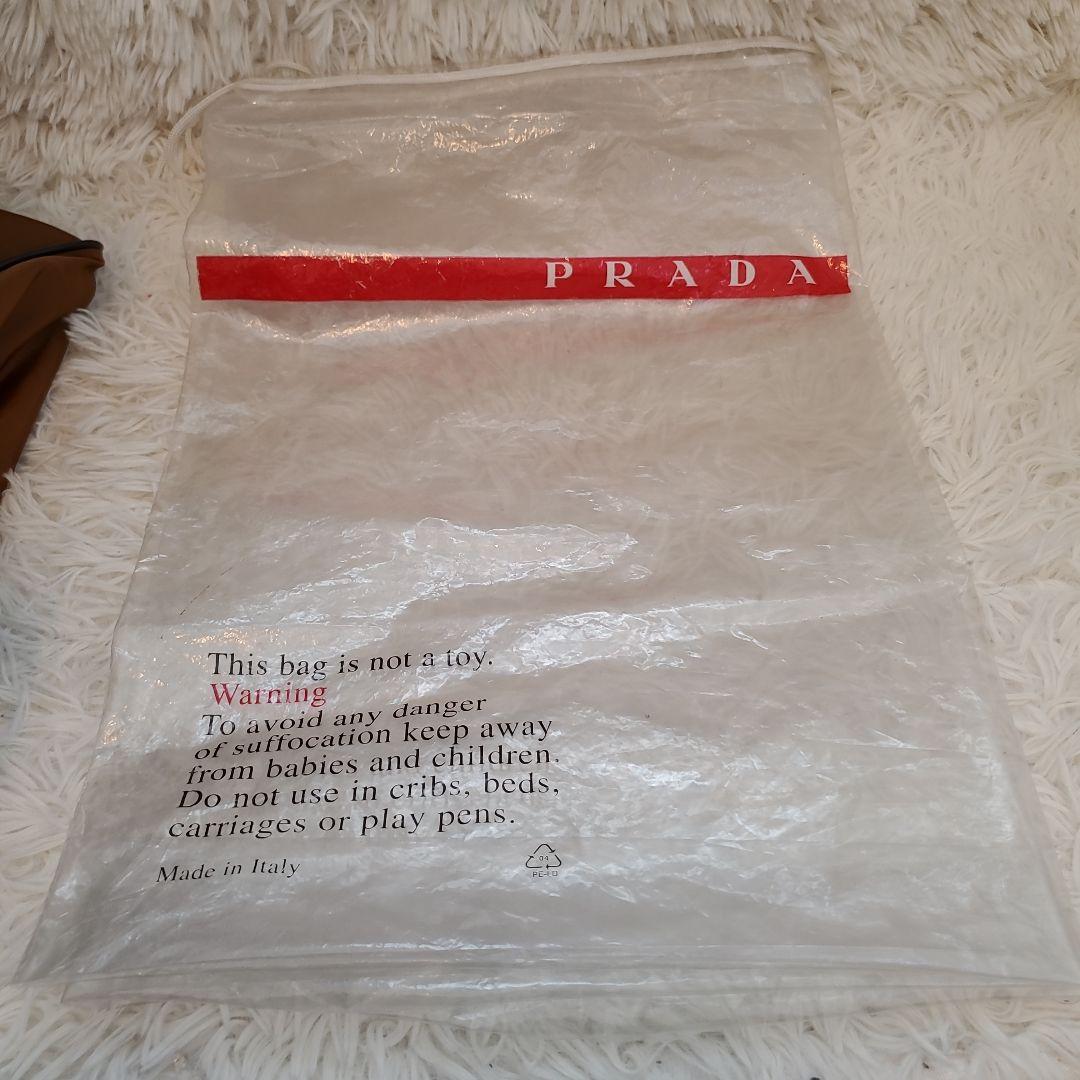 PRADA
This bag is not a toy.
Warning
To avoid any danger
of suffocation keep away
from babies and children.
Do not use in cribs, beds,
carriages or play pens.
Made in Italy
04
PE-LD